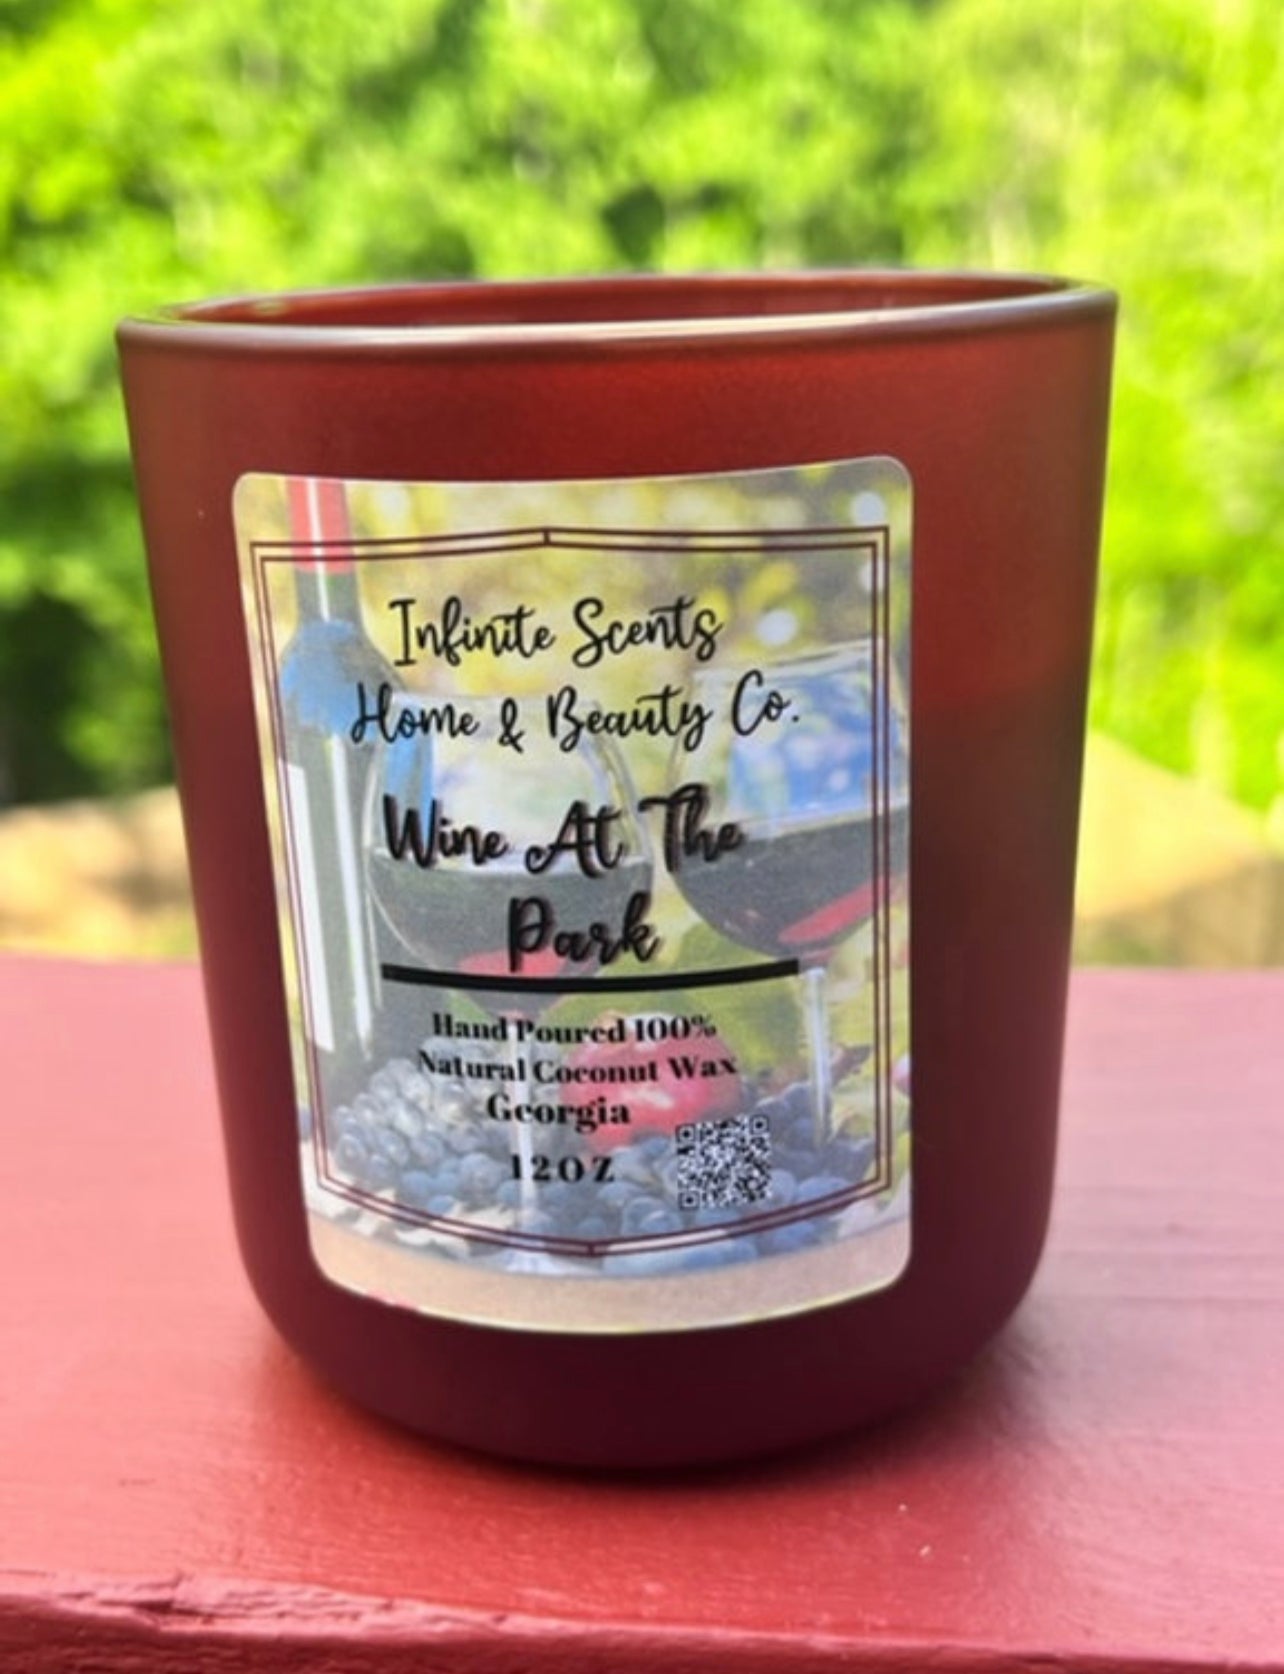 Infinite Scents
Home & Beauty Co.
Wine At The
Park
Hand Poured 100%
Natural Coconut Wax
Georgia
12OZ